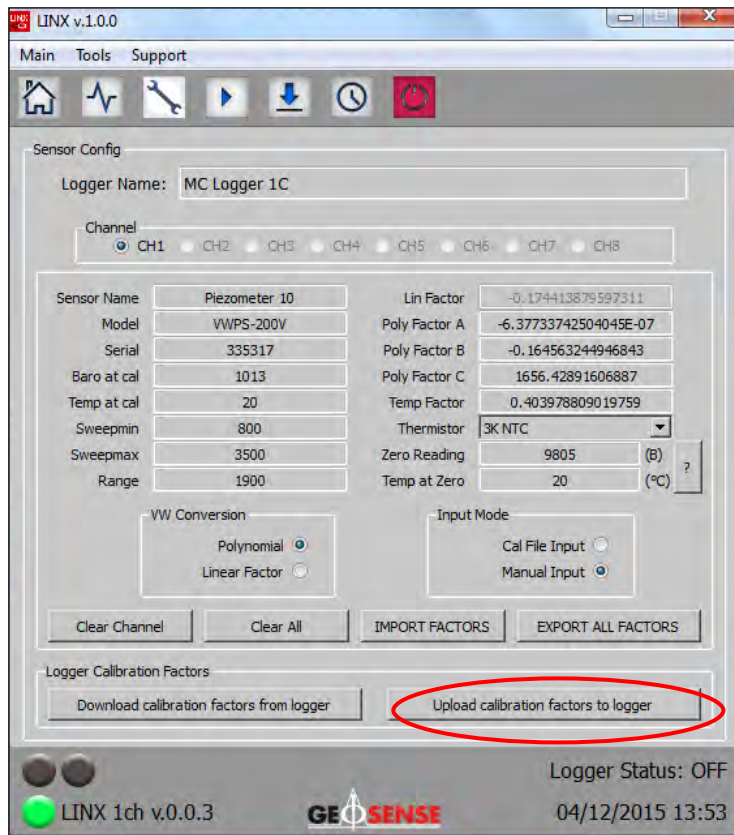 LINX v.1.0.0
Main Tools Support
Sensor Config
Logger Name: MC Logger 1C
Channel
CH1 CH2 CH3 CH4 CH5 CH6 CH7 CH8
Sensor Name Piezometer 10 Lin Factor -0.174413879597311
Model VWPS-200V Poly Factor A -6.37733742504045E-07
Serial 335317 Poly Factor B -0.164563244946843
Baro at cal 1013 Poly Factor C 1656.42891606887
Temp at cal 20 Temp Factor 0.403978809019759
Sweepmin 800 Thermistor 3K NTC
Sweepmax 3500 Zero Reading 9805 (B) ?
Range 1900 Temp at Zero 20 (°C)
VW Conversion Input Mode
Polynomial Cal File Input
Linear Factor Manual Input
Clear Channel Clear All IMPORT FACTORS EXPORT ALL FACTORS
Logger Calibration Factors
Download calibration factors from logger Upload calibration factors to logger
Logger Status: OFF
LINX 1ch v.0.0.3 GEOSENSE 04/12/2015 13:53